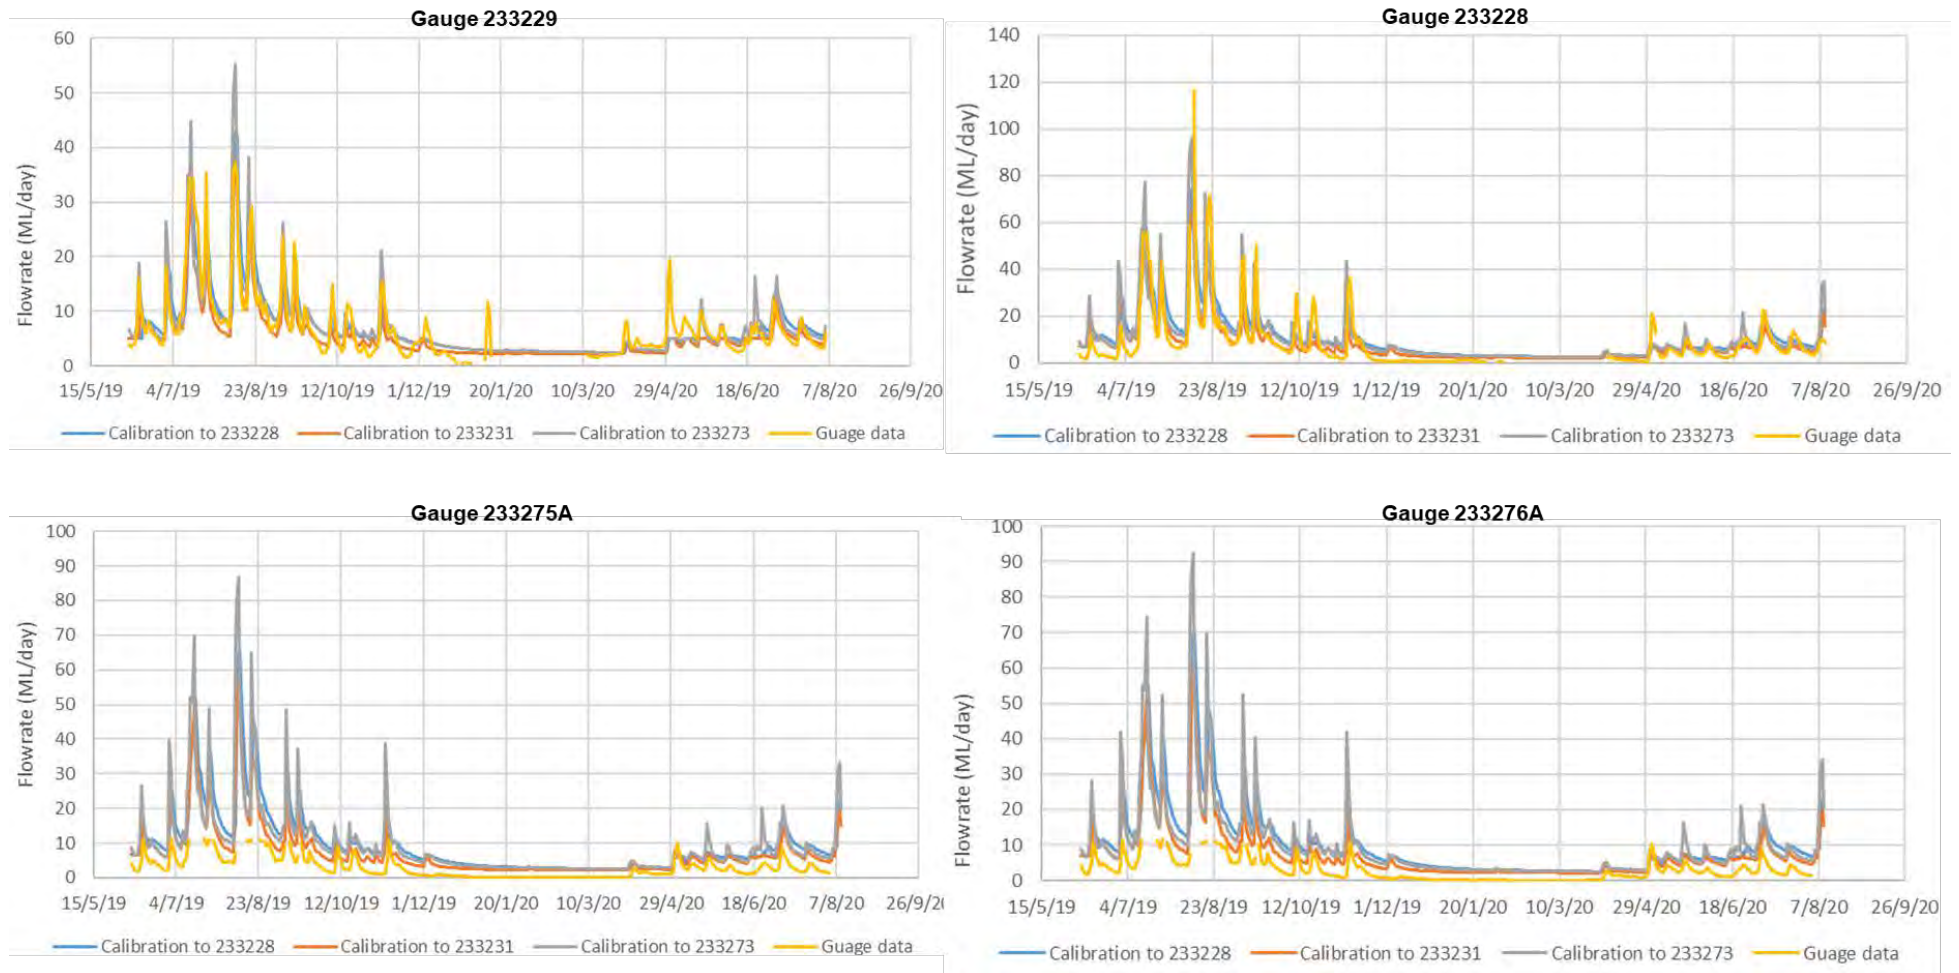 Gauge 233229
60
50
40
30
20
10
0
Flowrate (ML/day)
15/5/19 4/7/19 23/8/19 12/10/19 1/12/19 20/1/20 10/3/20 29/4/20 18/6/20 7/8/20 26/9/20
Calibration to 233228 Calibration to 233231 Calibration to 233273 Guage data
Gauge 233228
140
120
100
80
60
40
20
0
Flowrate (ML/day)
15/5/19 4/7/19 23/8/19 12/10/19 1/12/19 20/1/20 10/3/20 29/4/20 18/6/20 7/8/20 26/9/20
Calibration to 233228 Calibration to 233231 Calibration to 233273 Guage data
Gauge 233275A
100
90
80
70
60
50
40
30
20
10
0
Flowrate (ML/day)
15/5/19 4/7/19 23/8/19 12/10/19 1/12/19 20/1/20 10/3/20 29/4/20 18/6/20 7/8/20 26/9/2
Calibration to 233228 Calibration to 233231 Calibration to 233273 Guage data
Gauge 233276A
100
90
80
70
60
50
40
30
20
10
0
Flowrate (ML/day)
15/5/19 4/7/19 23/8/19 12/10/19 1/12/19 20/1/20 10/3/20 29/4/20 18/6/20 7/8/20 26/9/20
Calibration to 233228 Calibration to 233231 Calibration to 233273 Guage data